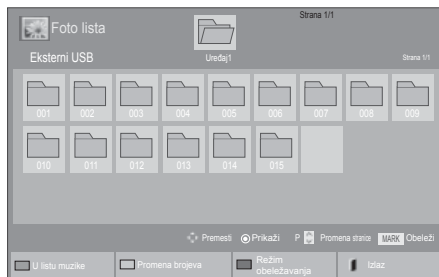 Strana 1/1
Foto lista
Eksterni USB
Uređaj1
Strana 1/1
001 002 003 004 005 006 007 008 009
010 011 012 013 014 015
Premesti Prikaži P Promena stranice MARK Obeleži
U listu muzike
Promena brojeva
Režim
obeležavanja
Izlaz